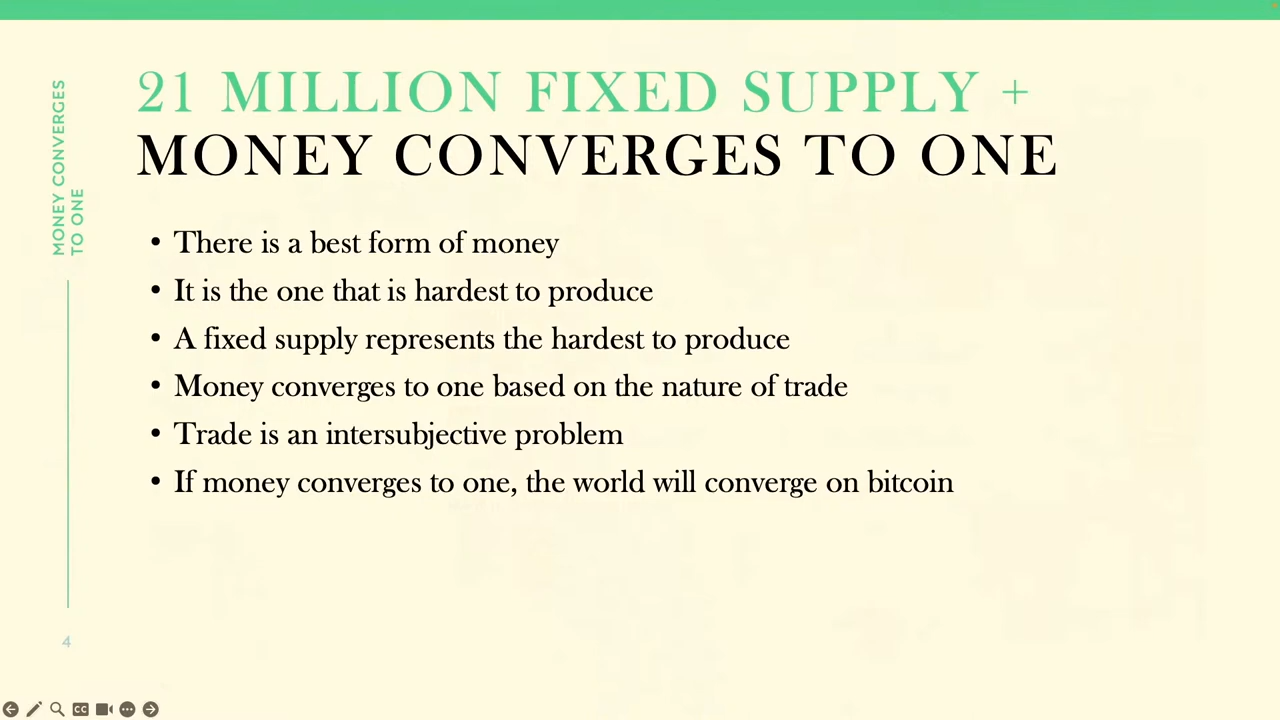 MONEY CONVERGES
TO ONE
21 MILLION FIXED SUPPLY +
MONEY CONVERGES TO ONE
• There is a best form of money
• It is the one that is hardest to produce
• A fixed supply represents the hardest to produce
• Money converges to one based on the nature of trade
• Trade is an intersubjective problem
• If money converges to one, the world will converge on bitcoin
4
CC